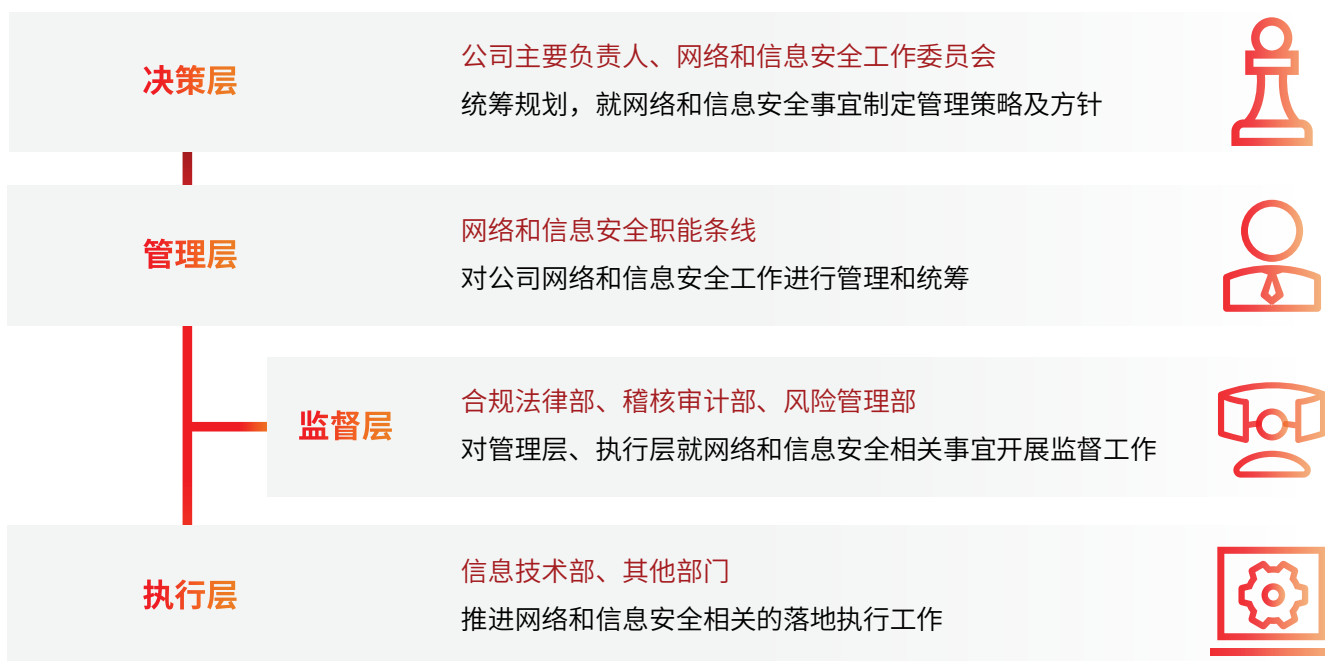 决策层
公司主要负责人、网络和信息安全工作委员会
统筹规划，就网络和信息安全事宜制定管理策略及方针
管理层
网络和信息安全职能条线
对公司网络和信息安全工作进行管理和统筹
监督层
合规法律部、稽核审计部、风险管理部
对管理层、执行层就网络和信息安全相关事宜开展监督工作
执行层
信息技术部、其他部门
推进网络和信息安全相关的落地执行工作